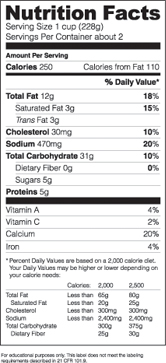 Nutrition Facts
Serving Size 1 cup (228g)
Servings Per Container about 2
Amount Per Serving
Calories 250 Calories from Fat 110
% Daily Value*
Total Fat 12g 18%
Saturated Fat 3g 15%
Trans Fat 3g
Cholesterol 30mg 10%
Sodium 470mg 20%
Total Carbohydrate 31g 10%
Dietary Fiber 0g 0%
Sugars 5g
Proteins 5g
Vitamin A 4%
Vitamin C 2%
Calcium 20%
Iron 4%
*Percent Daily Values are based on a 2,000 calorie diet.
Your Daily Values may be higher or lower depending on
your calorie needs:
Calories: 2,000 2,500
Total Fat Less than 65g 80g
Saturated Fat Less than 20g 25g
Cholesterol Less than 300mg 300mg
Sodium Less than 2,400mg 2,400mg
Total Carbohydrate 300g 375g
Dietary Fiber 25g 30g
For educational purposes only. This label does not meet the labeling
requirements described in 21 CFR 101.9.